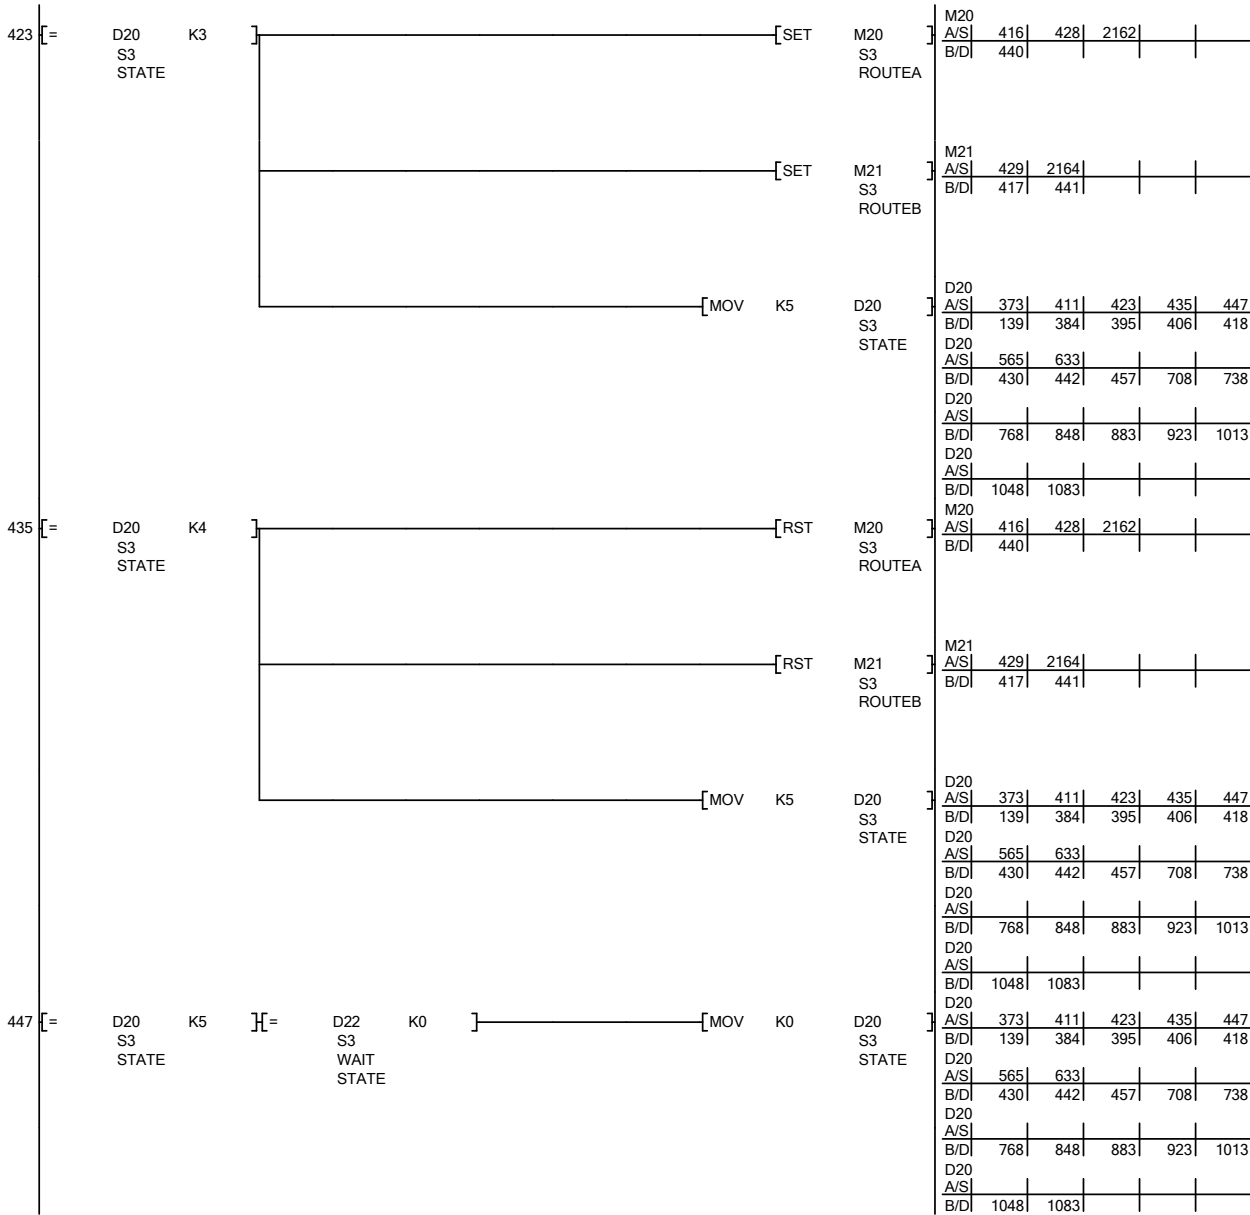 M20
423 [= D20 K3 ] [SET M20 ] A/S 416 428 2162
S3 S3 B/D 440
STATE ROUTEA
M21
[SET M21 ] A/S 429 2164
S3 B/D 417 441
ROUTEB
D20
[MOV K5 D20 ] A/S 373 411 423 435 447
S3 B/D 139 384 395 406 418
STATE D20
A/S 565 633
B/D 430 442 457 708 738
D20
A/S
B/D 768 848 883 923 1013
D20
A/S
B/D 1048 1083
M20
435 [= D20 K4 ] [RST M20 ] A/S 416 428 2162
S3 S3 B/D 440
STATE ROUTEA
M21
[RST M21 ] A/S 429 2164
S3 B/D 417 441
ROUTEB
D20
[MOV K5 D20 ] A/S 373 411 423 435 447
S3 B/D 139 384 395 406 418
STATE D20
A/S 565 633
B/D 430 442 457 708 738
D20
A/S
B/D 768 848 883 923 1013
D20
A/S
B/D 1048 1083
D20
447 [= D20 K5 ] [= D22 K0 ] [MOV K0 D20 ] A/S 373 411 423 435 447
S3 S3 S3 B/D 139 384 395 406 418
STATE WAIT STATE D20
STATE A/S 565 633
B/D 430 442 457 708 738
D20
A/S
B/D 768 848 883 923 1013
D20
A/S
B/D 1048 1083